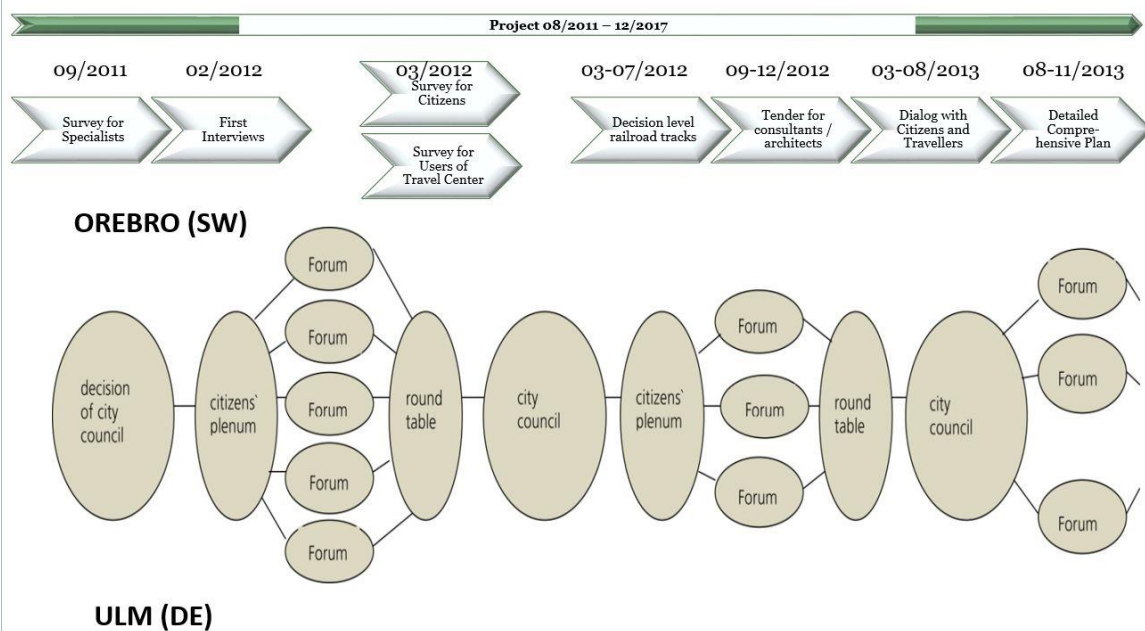 Project 08/2011 – 12/2017
09/2011
02/2012
03/2012
03-07/2012
09-12/2012
03-08/2013
08-11/2013
Survey for
Specialists
First
Interviews
Survey for
Citizens
Survey for
Users of
Travel Center
Decision level
railroad tracks
Tender for
consultants /
architects
Dialog with
Citizens and
Travellers
Detailed
Compre-
hensive Plan
OREBRO (SW)
decision
of city
council
citizens`
plenum
Forum
Forum
Forum
Forum
Forum
round
table
city
council
citizens`
plenum
Forum
Forum
Forum
round
table
city
council
Forum
Forum
Forum
ULM (DE)